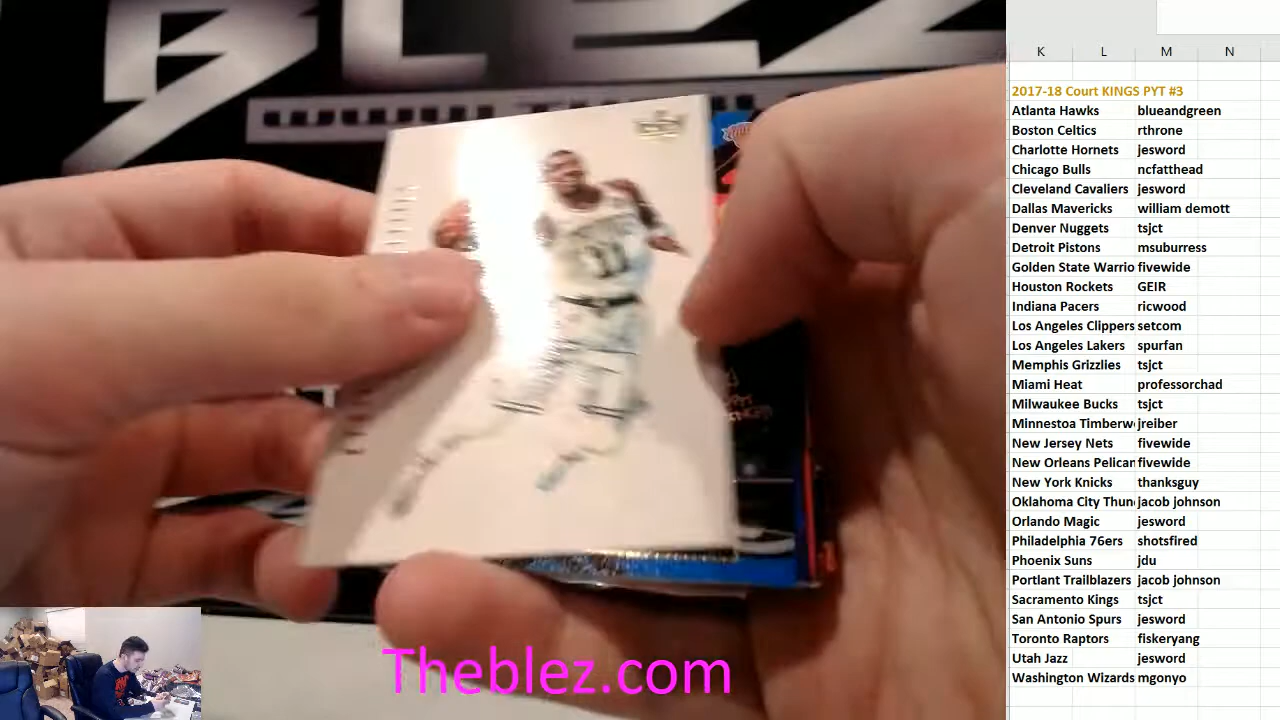 BLEZ
K L M N
2017-18 Court KINGS PYT #3
Atlanta Hawks blueandgreen
Boston Celtics rthrone
Charlotte Hornets jesword
Chicago Bulls ncfatthead
Cleveland Cavaliers jesword
Dallas Mavericks william demott
Denver Nuggets tsjct
Detroit Pistons msuburress
Golden State Warrio fivewide
Houston Rockets GEIR
Indiana Pacers ricwood
Los Angeles Clippers setcom
Los Angeles Lakers spurfan
Memphis Grizzlies tsjct
Miami Heat professorchad
Milwaukee Bucks tsjct
Minnestoa Timberw jreiber
New Jersey Nets fivewide
New Orleans Pelican fivewide
New York Knicks thanksguy
Oklahoma City Thun jacob johnson
Orlando Magic jesword
Philadelphia 76ers shotsfired
Phoenix Suns jdu
Portlant Trailblazers jacob johnson
Sacramento Kings tsjct
San Antonio Spurs jesword
Toronto Raptors fiskeryang
Utah Jazz jesword
Washington Wizards mgonyo
Theblez.com